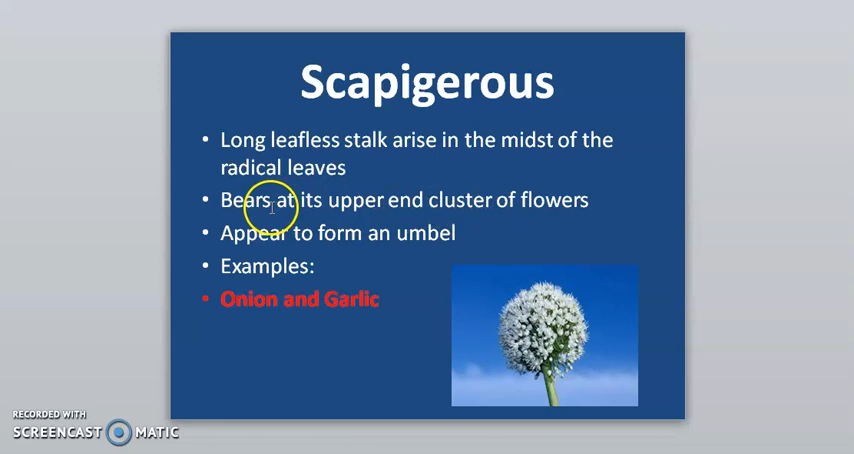 Scapigerous
• Long leafless stalk arise in the midst of the
radical leaves
• Bears at its upper end cluster of flowers
• Appear to form an umbel
• Examples:
• Onion and Garlic
RECORDED WITH
SCREENCAST MATIC